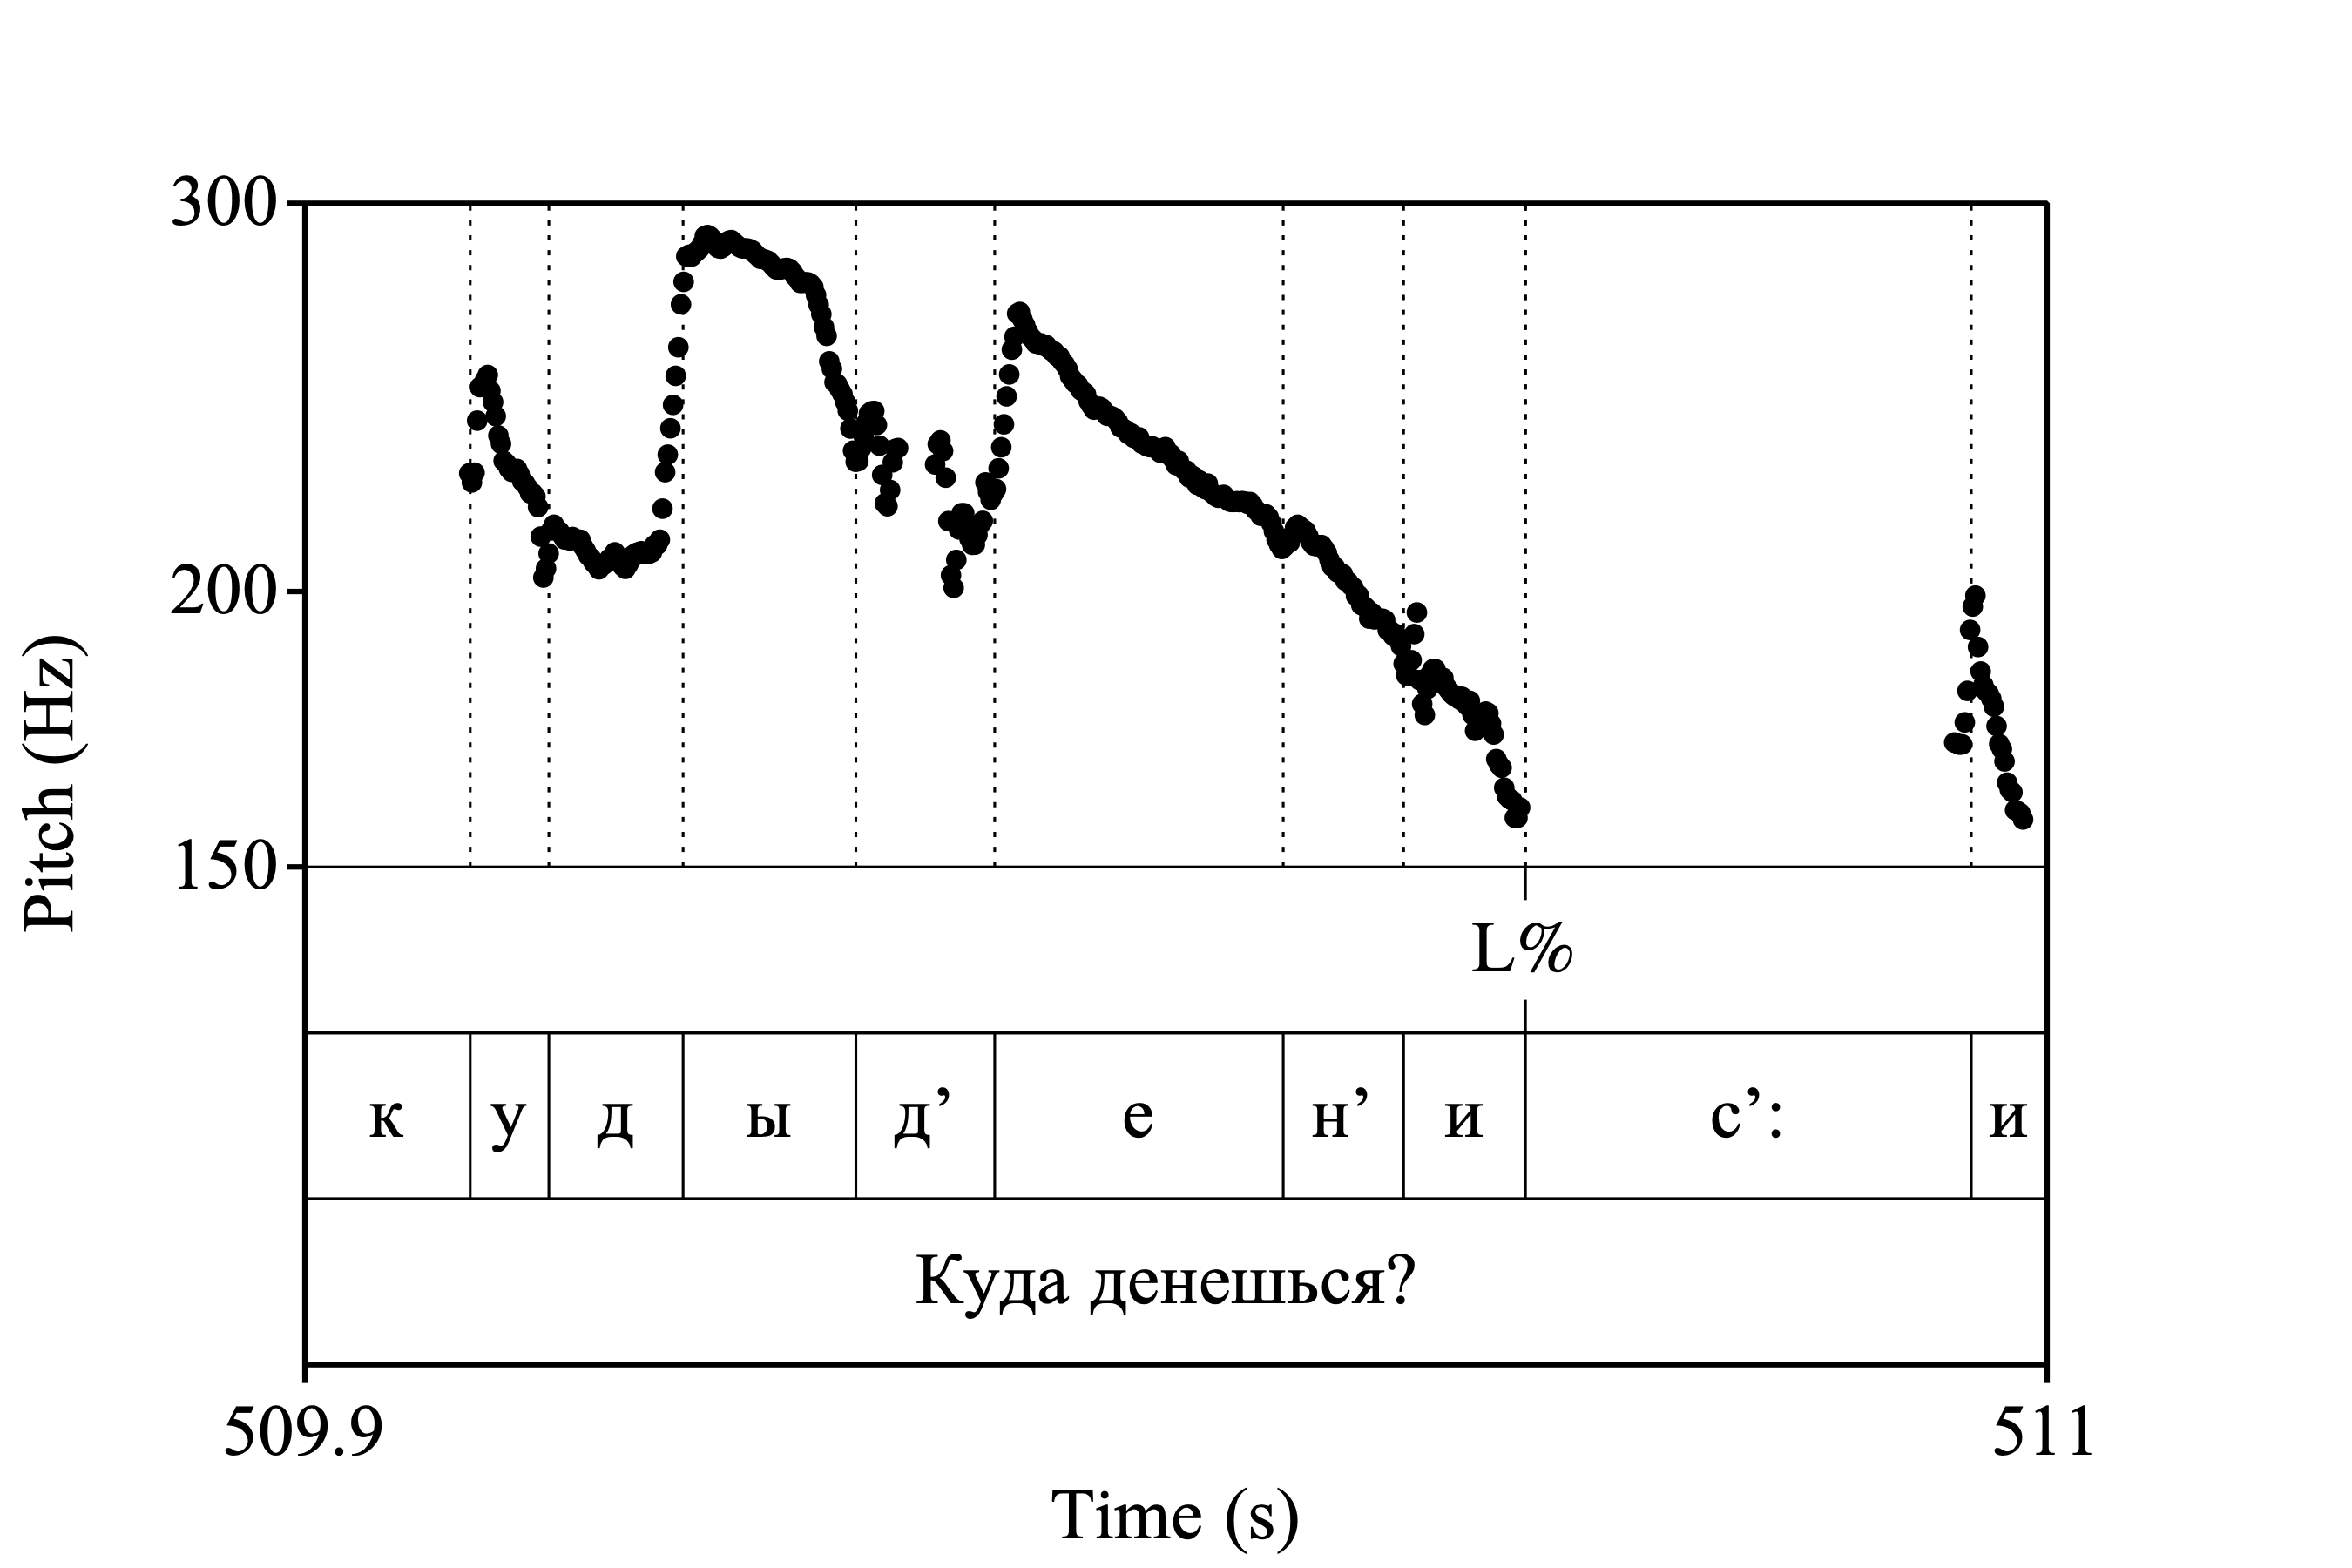 300
200
150
Pitch (Hz)
L%
к у д ы д’ е н’ и с’: и
Куда денешься?
509.9 511
Time (s)